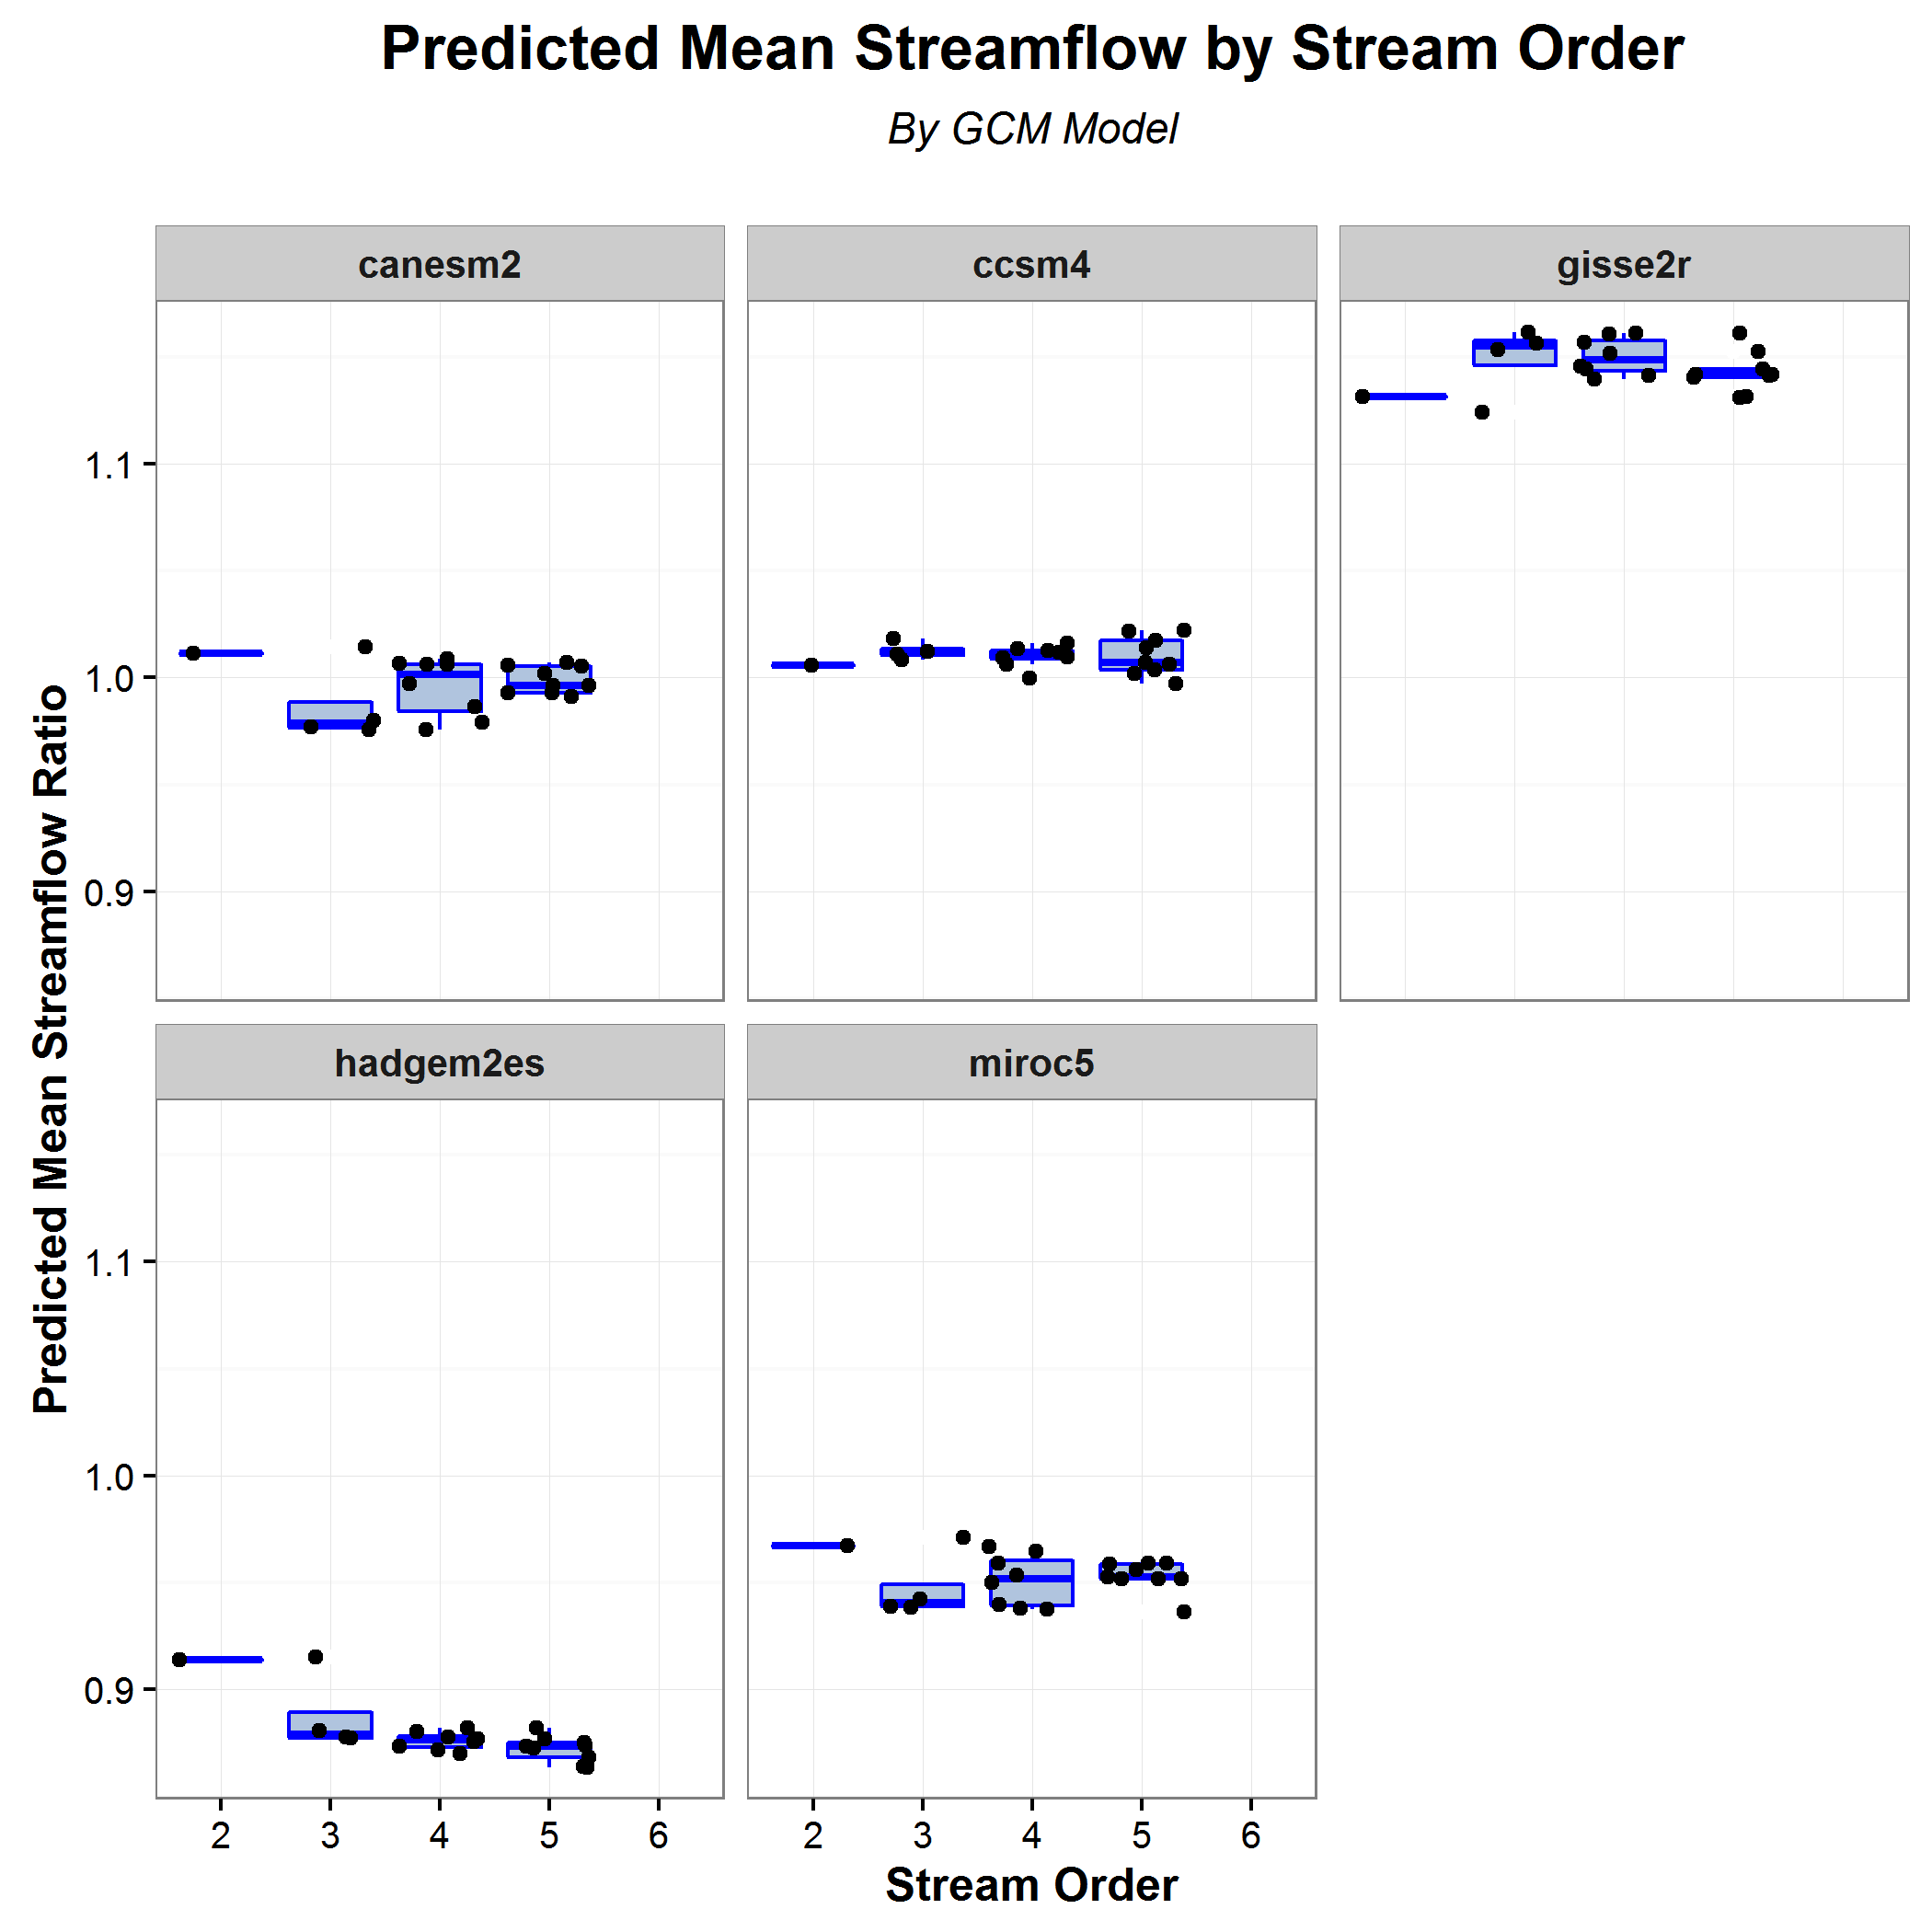 Predicted Mean Streamflow by Stream Order
By GCM Model
canesm2
ccsm4
gisse2r
1.1
1.0
0.9
Predicted Mean Streamflow Ratio
hadgem2es
miroc5
1.1
1.0
0.9
2 3 4 5 6
2 3 4 5 6
Stream Order